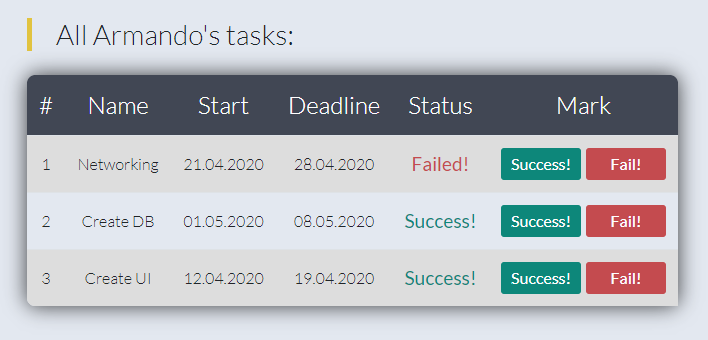 All Armando's tasks:
# Name Start Deadline Status Mark
1 Networking 21.04.2020 28.04.2020 Failed! Success! Fail!
2 Create DB 01.05.2020 08.05.2020 Success! Success! Fail!
3 Create UI 12.04.2020 19.04.2020 Success! Success! Fail!